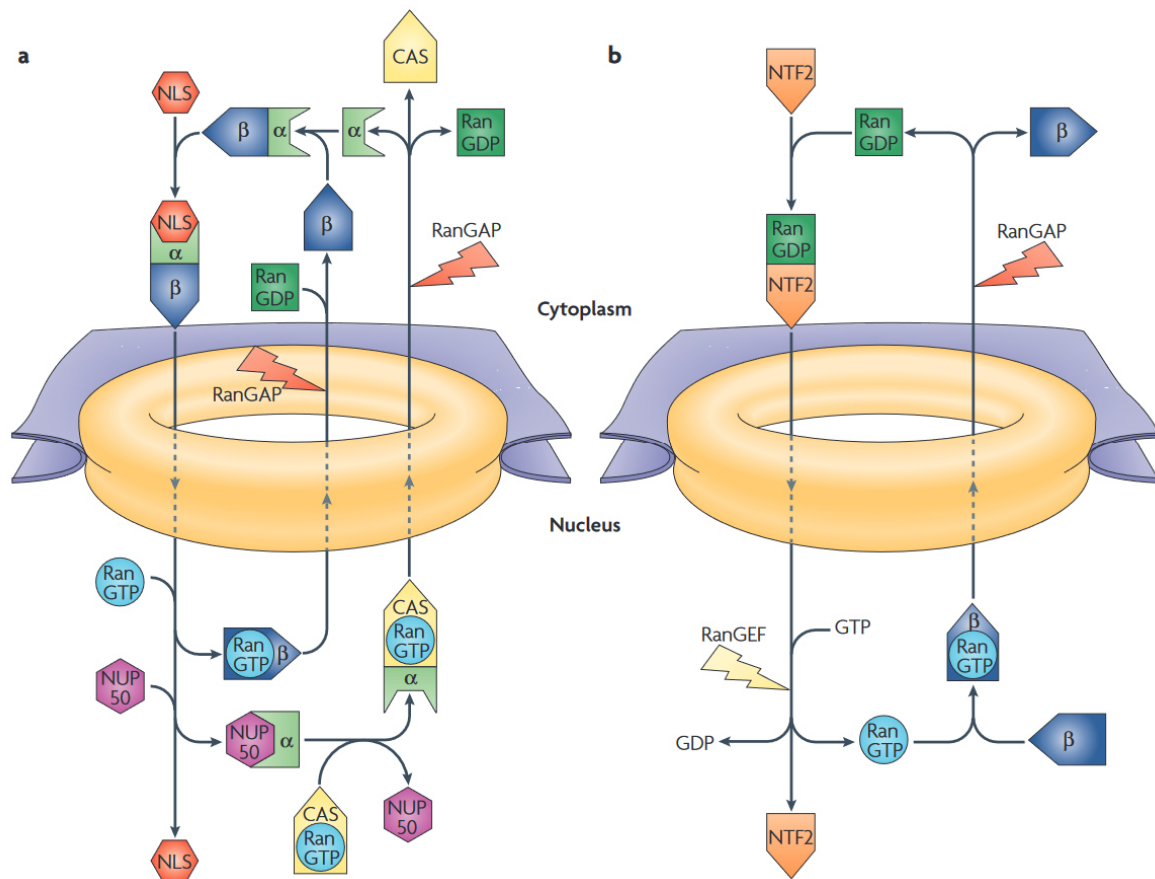 a
CAS
NLS
β
α
α
Ran
GDP
NLS
α
β
β
RanGAP
Ran
GDP
Cytoplasm
RanGAP
Nucleus
Ran
GTP
Ran
GTP
β
CAS
Ran
GTP
α
NUP
50
NUP
50
α
CAS
Ran
GTP
NUP
50
NLS
b
NTF2
Ran
GDP
β
Ran
GDP
NTF2
RanGAP
RanGEF
GTP
β
Ran
GTP
GDP
Ran
GTP
β
NTF2